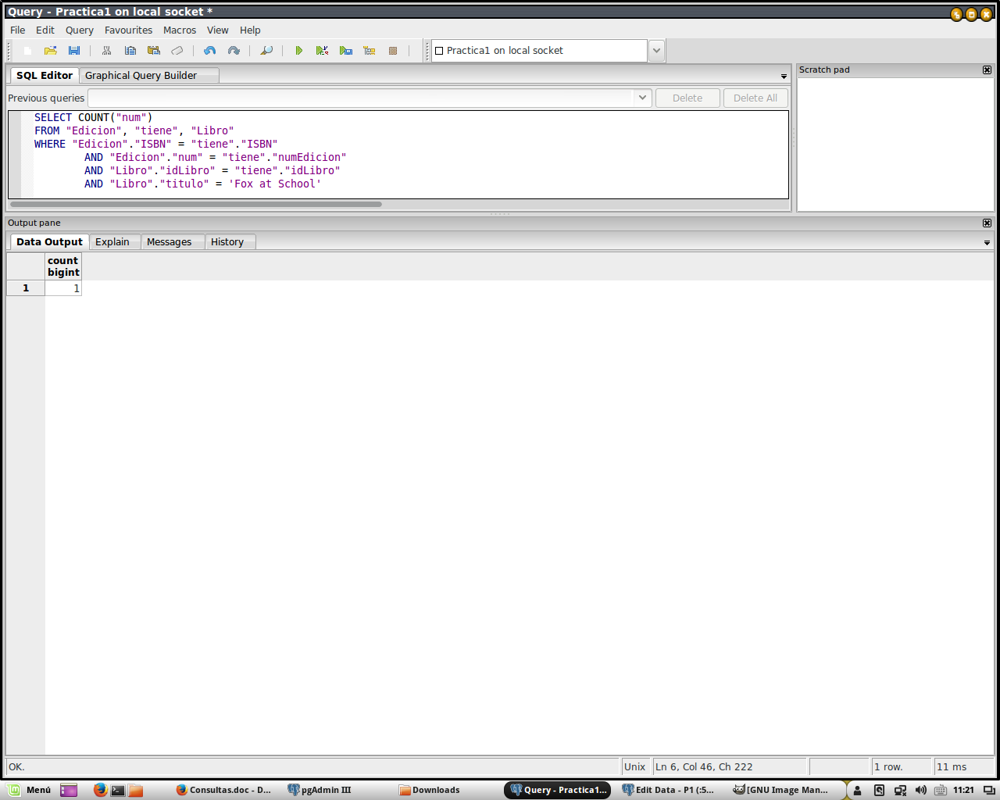 Query - Practica1 on local socket *
File Edit Query Favourites Macros View Help
Practica1 on local socket
SQL Editor Graphical Query Builder
Scratch pad
Previous queries Delete Delete All
SELECT COUNT("num")
FROM "Edicion", "tiene", "Libro"
WHERE "Edicion"."ISBN" = "tiene"."ISBN"
AND "Edicion"."num" = "tiene"."numEdicion"
AND "Libro"."idLibro" = "tiene"."idLibro"
AND "Libro"."titulo" = 'Fox at School'
Output pane
Data Output Explain Messages History
count
bigint
1 1
OK. Unix Ln 6, Col 46, Ch 222 1 row. 11 ms
Menú Consultas.doc - D... pgAdmin III Downloads Query - Practica1... Edit Data - P1 (:5... [GNU Image Man... 11:21